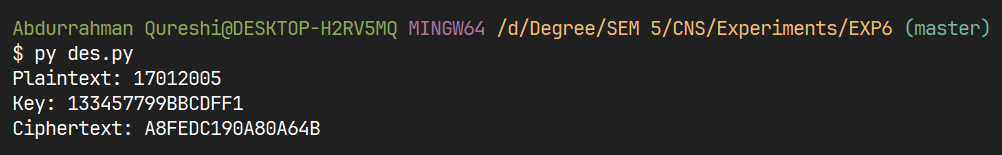 Abdurrahman Qureshi@DESKTOP-H2RV5MQ MINGW64 /d/Degree/SEM 5/CNS/Experiments/EXP6 (master)
$ py des.py
Plaintext: 17012005
Key: 133457799BBCDFF1
Ciphertext: A8FEDC190A80A64B